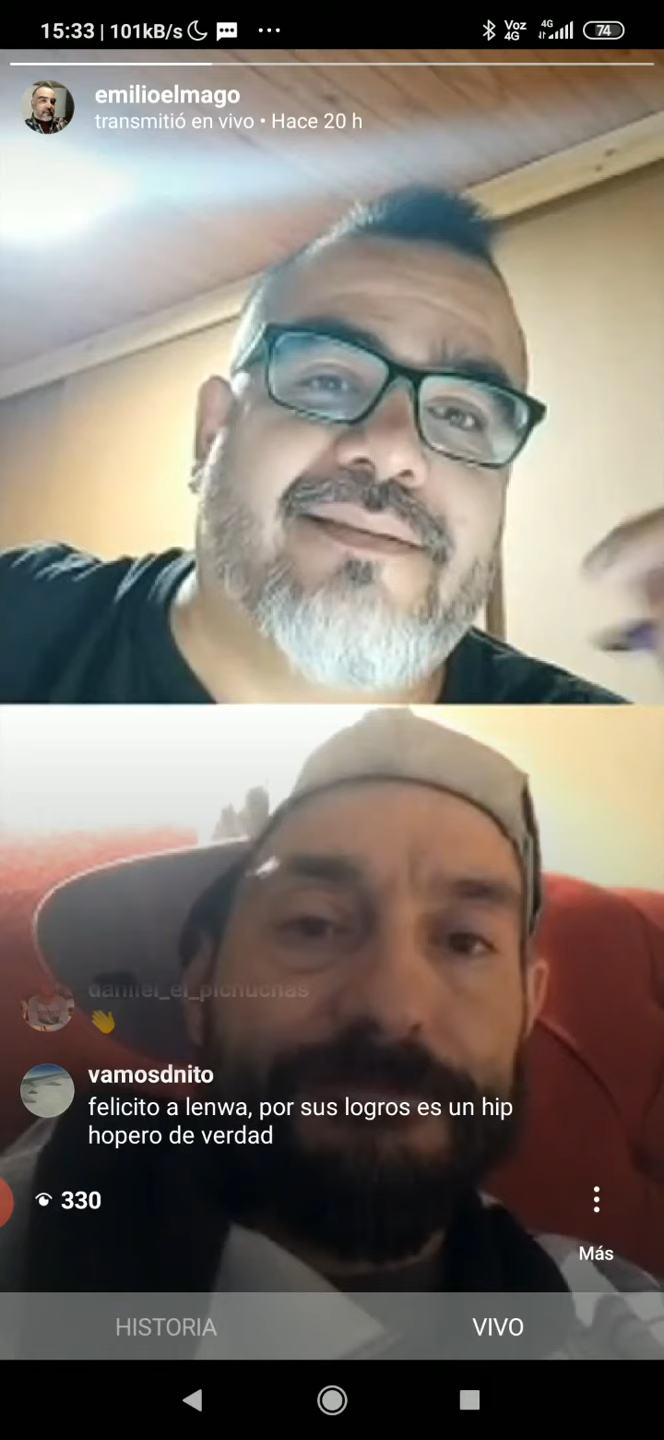 15:33 | 101kB/s
Voz 4G 4G 74
emilioelmago
transmitió en vivo • Hace 20 h
daniiel_el_pichuchas
👋
vamosdnito
felicito a lenwa, por sus logros es un hip
hopero de verdad
330
Más
HISTORIA VIVO